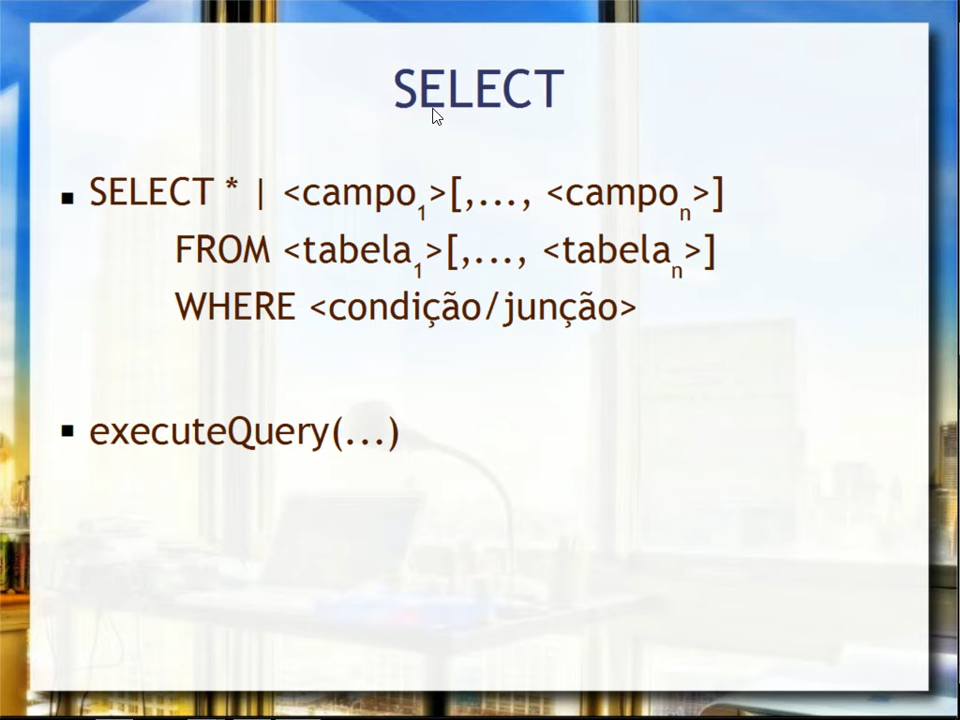 SELECT
▪ SELECT * | <campo₁>[,..., <campoₙ>]
FROM <tabela₁>[,..., <tabelaₙ>]
WHERE <condição/junção>
▪ executeQuery(...)